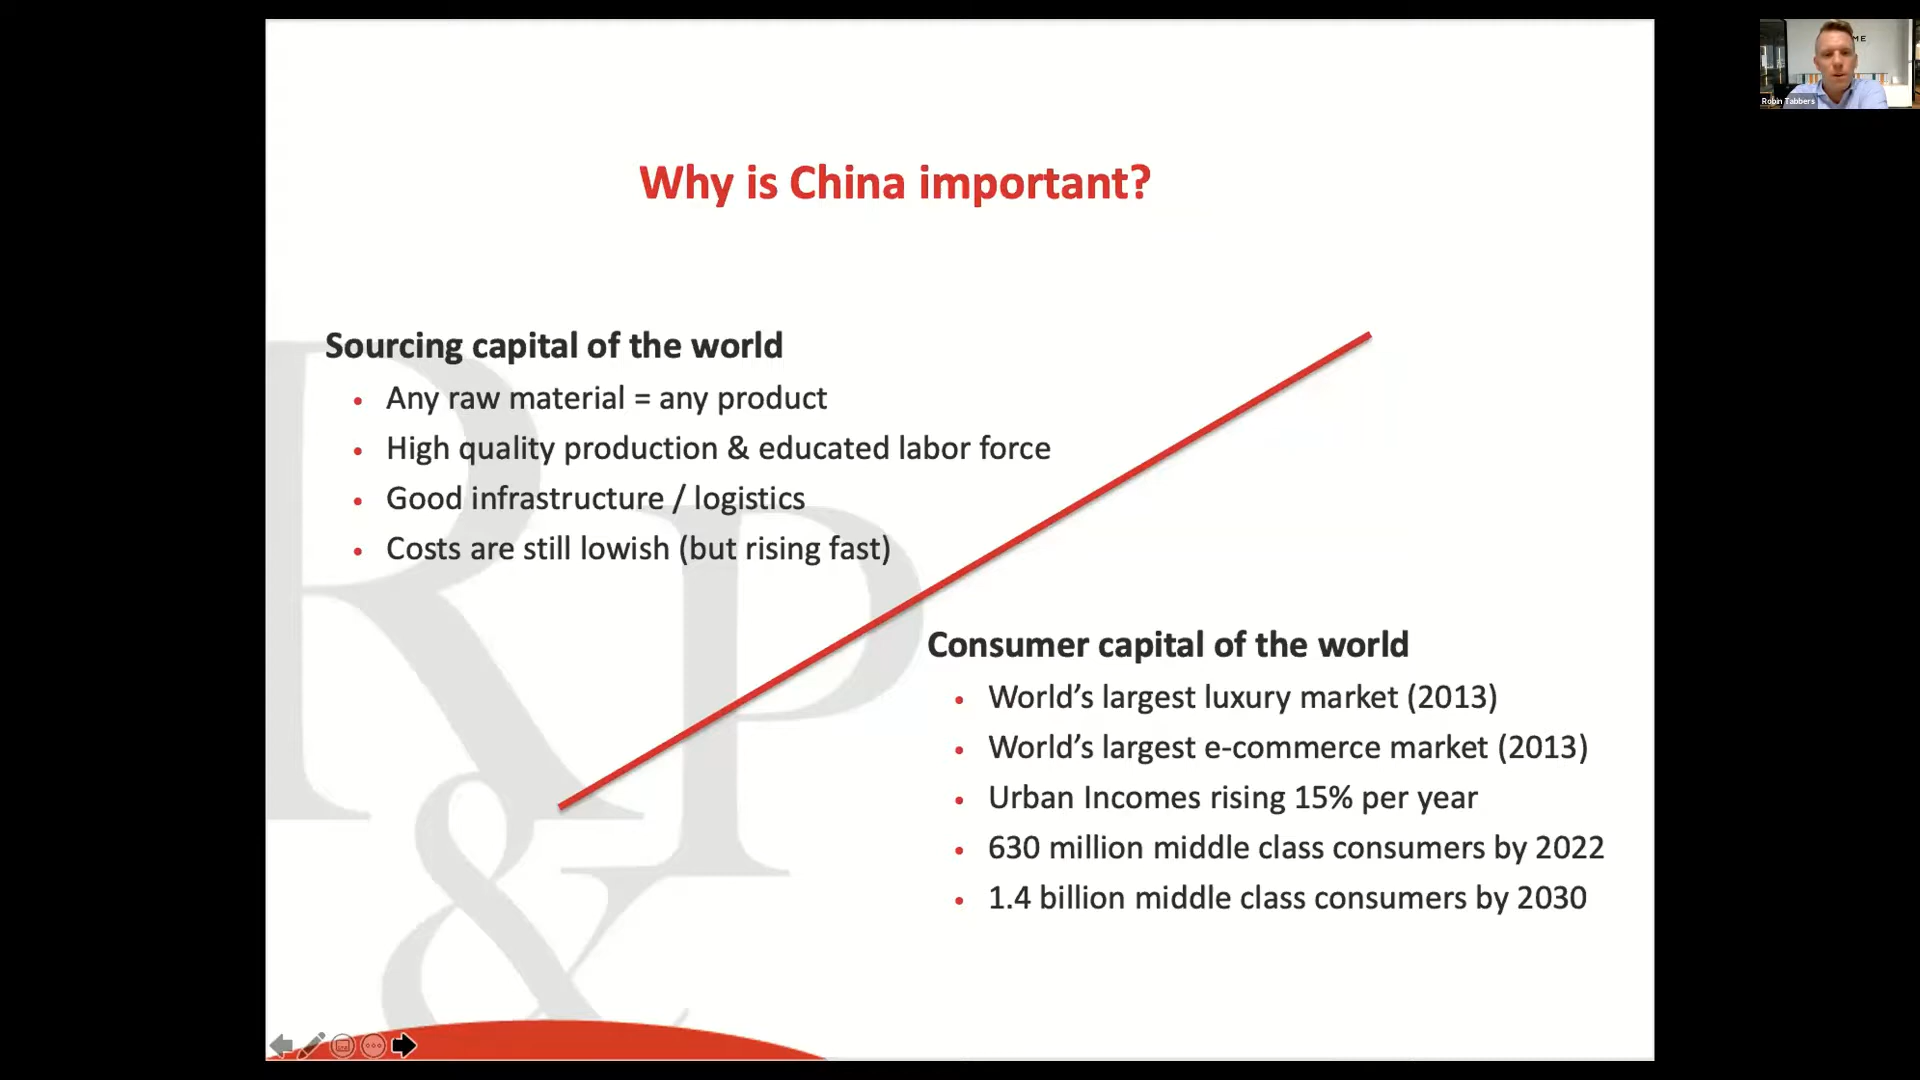 Why is China important?
Sourcing capital of the world
• Any raw material = any product
• High quality production & educated labor force
• Good infrastructure / logistics
• Costs are still lowish (but rising fast)
Consumer capital of the world
• World’s largest luxury market (2013)
• World’s largest e-commerce market (2013)
• Urban Incomes rising 15% per year
• 630 million middle class consumers by 2022
• 1.4 billion middle class consumers by 2030
R
P
&
ME
Robin Tabbers